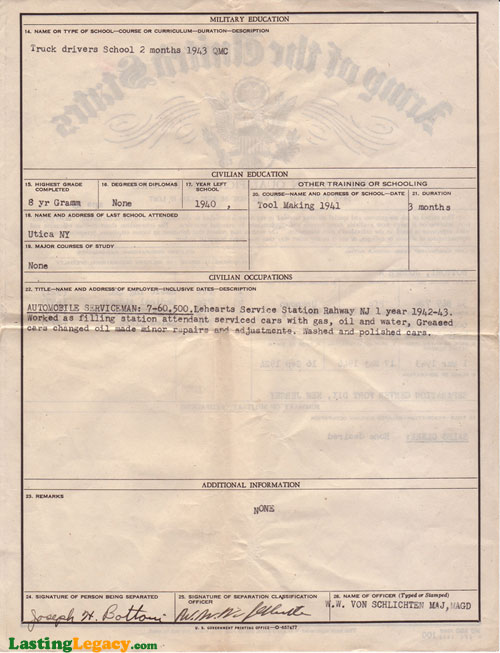 MILITARY EDUCATION
14. NAME OR TYPE OF SCHOOL—COURSE OR CURRICULUM—DURATION—DESCRIPTION
Truck drivers School 2 months 1943 QMC
CIVILIAN EDUCATION
15. HIGHEST GRADE COMPLETED
8 yr Gramm
16. DEGREES OR DIPLOMAS
None
17. YEAR LEFT SCHOOL
1940 ,
OTHER TRAINING OR SCHOOLING
20. COURSE—NAME AND ADDRESS OF SCHOOL—DATE
Tool Making 1941
21. DURATION
3 months
18. NAME AND ADDRESS OF LAST SCHOOL ATTENDED
Utica NY
19. MAJOR COURSES OF STUDY
None
CIVILIAN OCCUPATIONS
22. TITLE—NAME AND ADDRESS OF EMPLOYER—INCLUSIVE DATES—DESCRIPTION
AUTOMOBILE SERVICEMAN: 7-60.500.Lehearts Service Station Rahway NJ 1 year 1942-43.
Worked as filling station attendant serviced cars with gas, oil and water, Greased
cars changed oil made minor repairs and adjustments. Washed and polished cars.
ADDITIONAL INFORMATION
23. REMARKS
NONE
24. SIGNATURE OF PERSON BEING SEPARATED
Joseph H. Bottoni
25. SIGNATURE OF SEPARATION CLASSIFICATION OFFICER
26. NAME OF OFFICER (Typed or Stamped)
W.W. VON SCHLICHTEN MAJ,MAGD
U. S. GOVERNMENT PRINTING OFFICE—O-657677
LastingLegacy.com